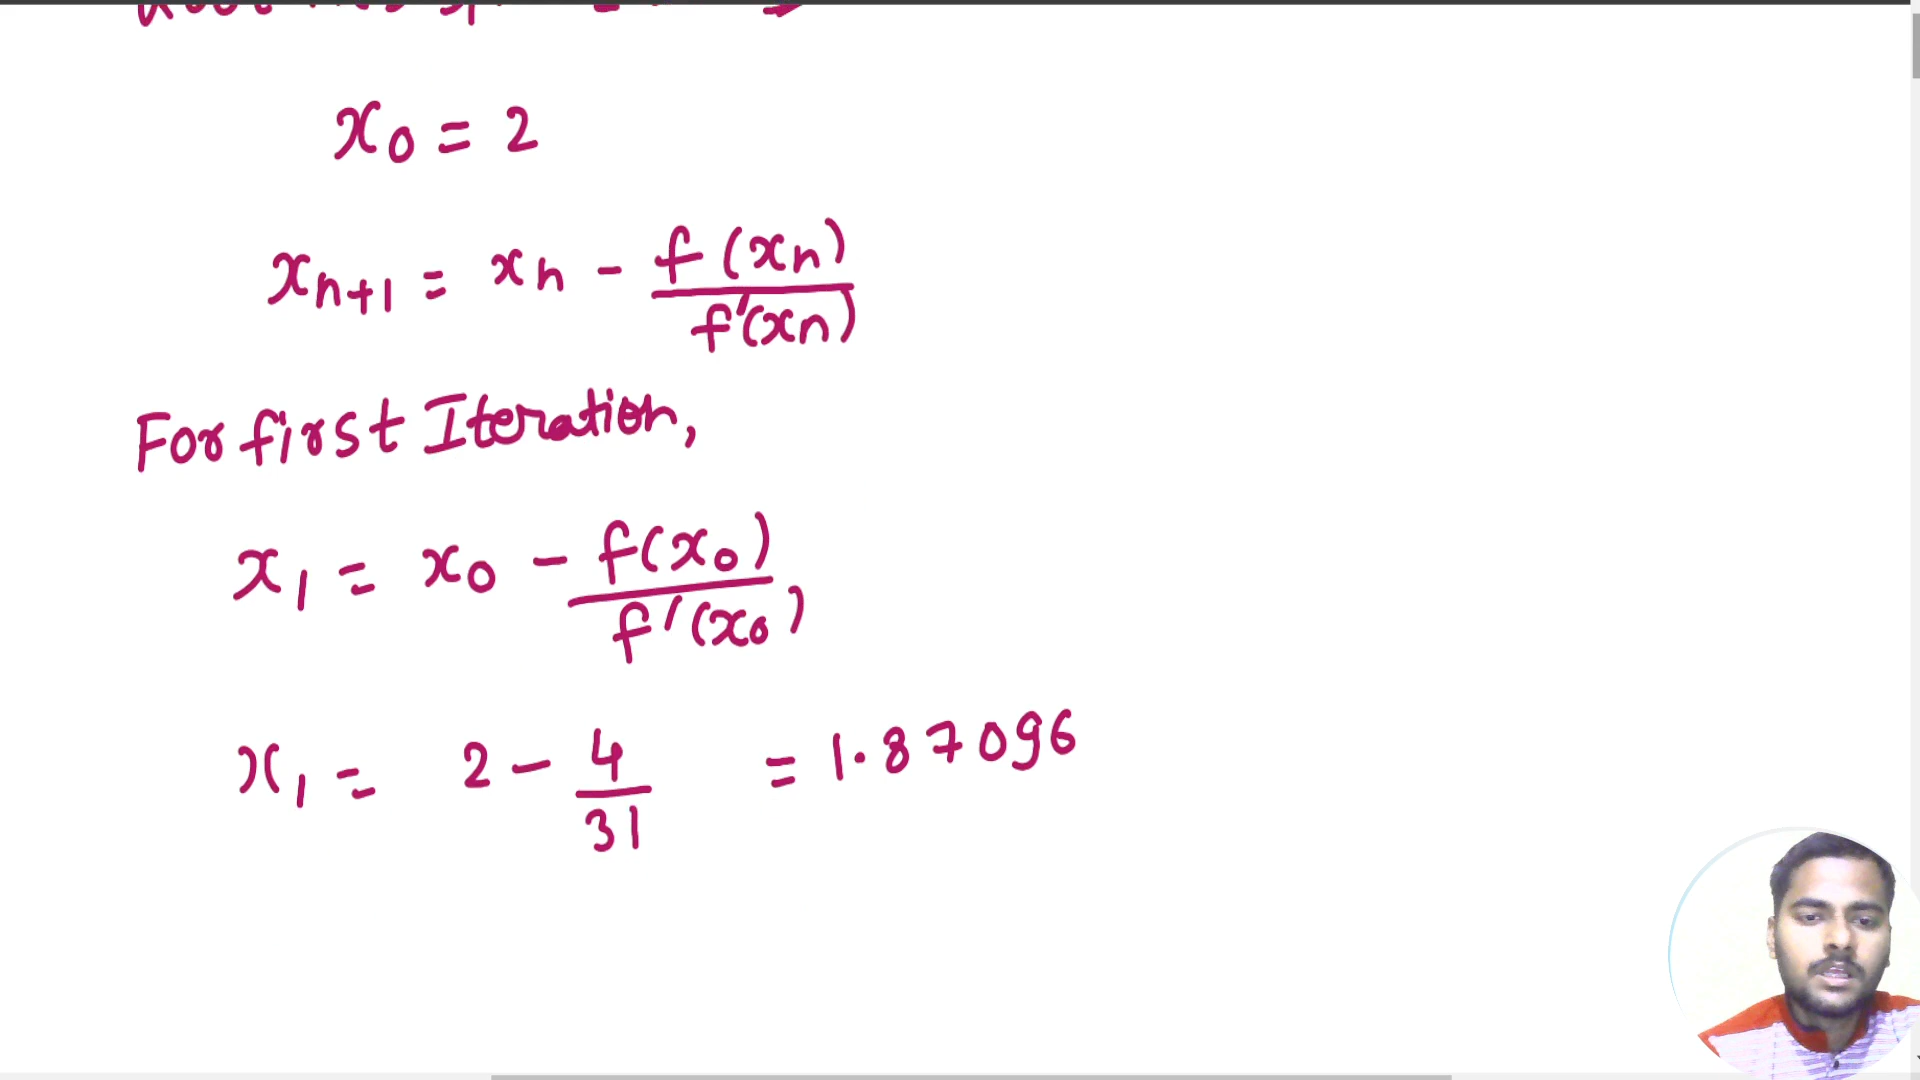 x₀ = 2
xₙ₊₁ = xₙ - f(xₙ) / f'(xₙ)
For first Iteration,
x₁ = x₀ - f(x₀) / f'(x₀)
x₁ = 2 - 4/31 = 1.87096